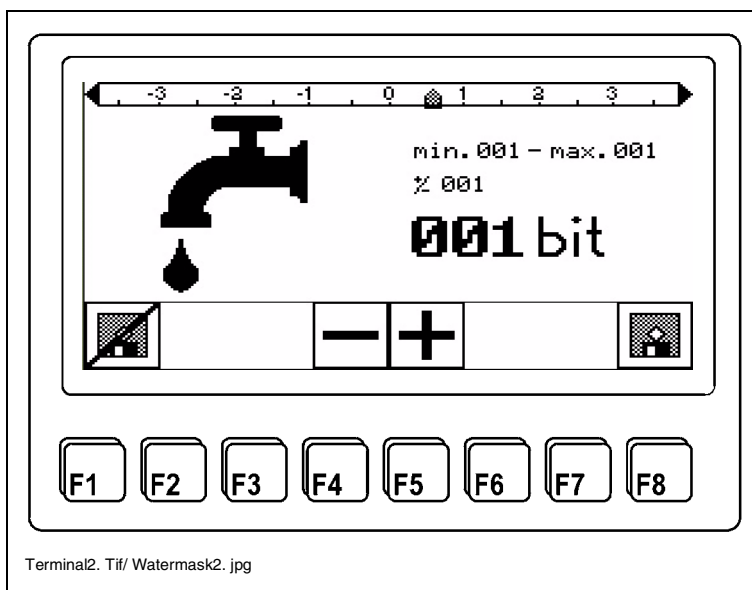 -3 -2 -1 0 1 2 3
min. 001 - max. 001
+/- 001
001 bit
F1 F2 F3 F4 F5 F6 F7 F8
Terminal2. Tif/ Watermask2. jpg